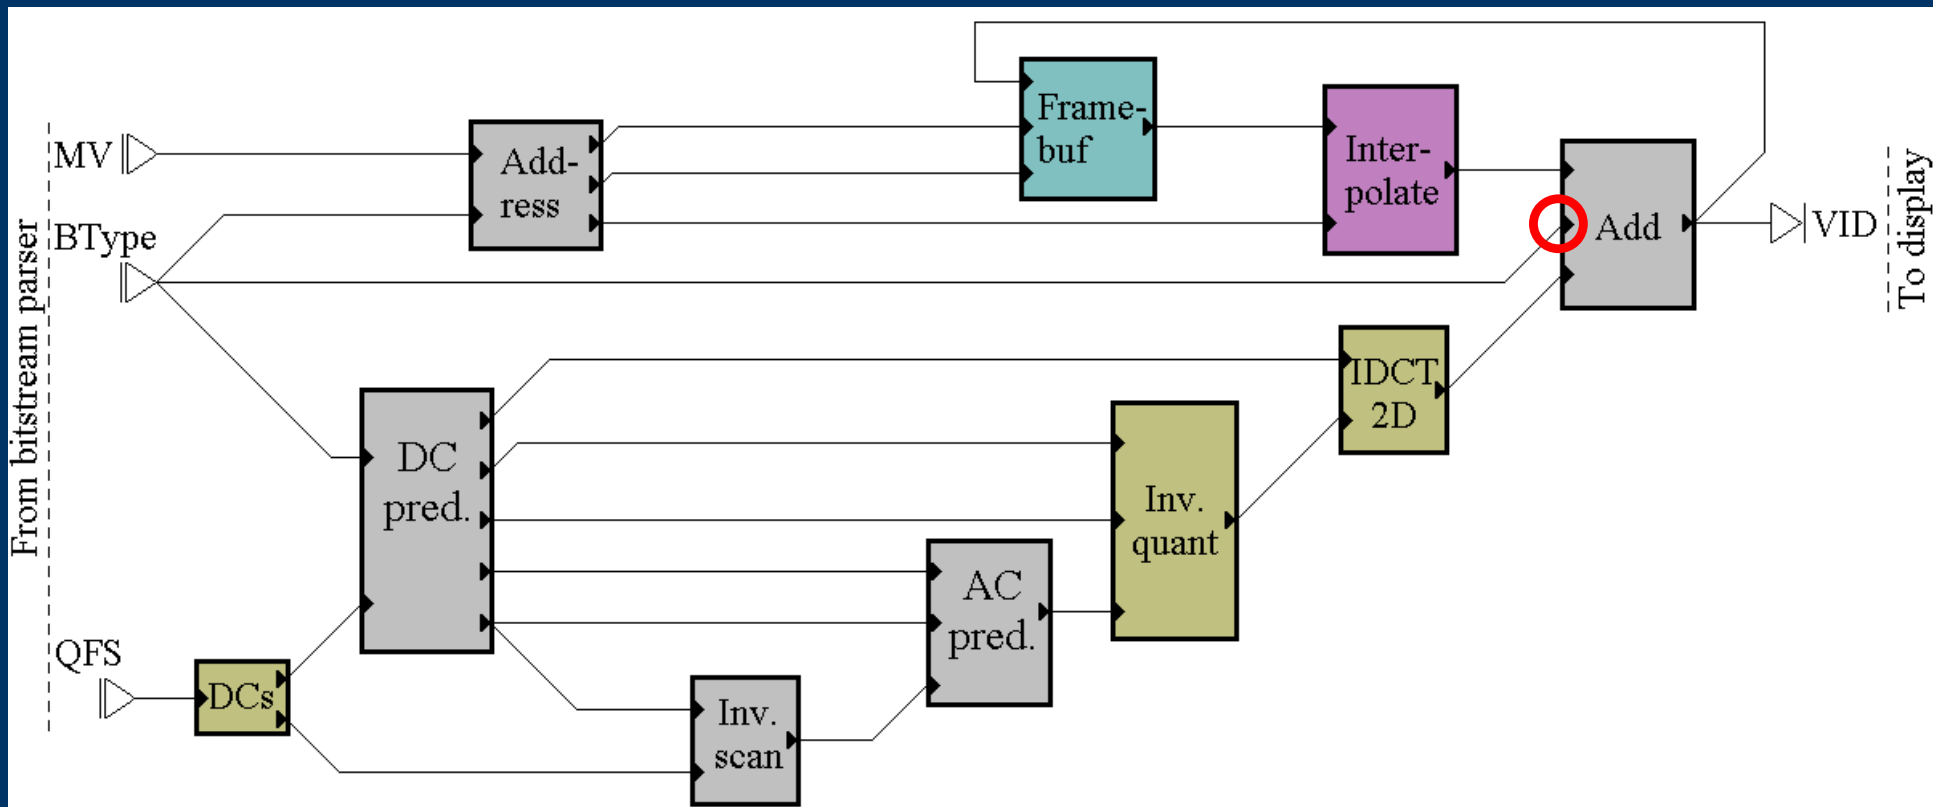 From bitstream parser
MV
BType
QFS
Add-
ress
Frame-
buf
Inter-
polate
Add
VID
To display
DC
pred.
IDCT
2D
Inv.
quant
AC
pred.
DCs
Inv.
scan